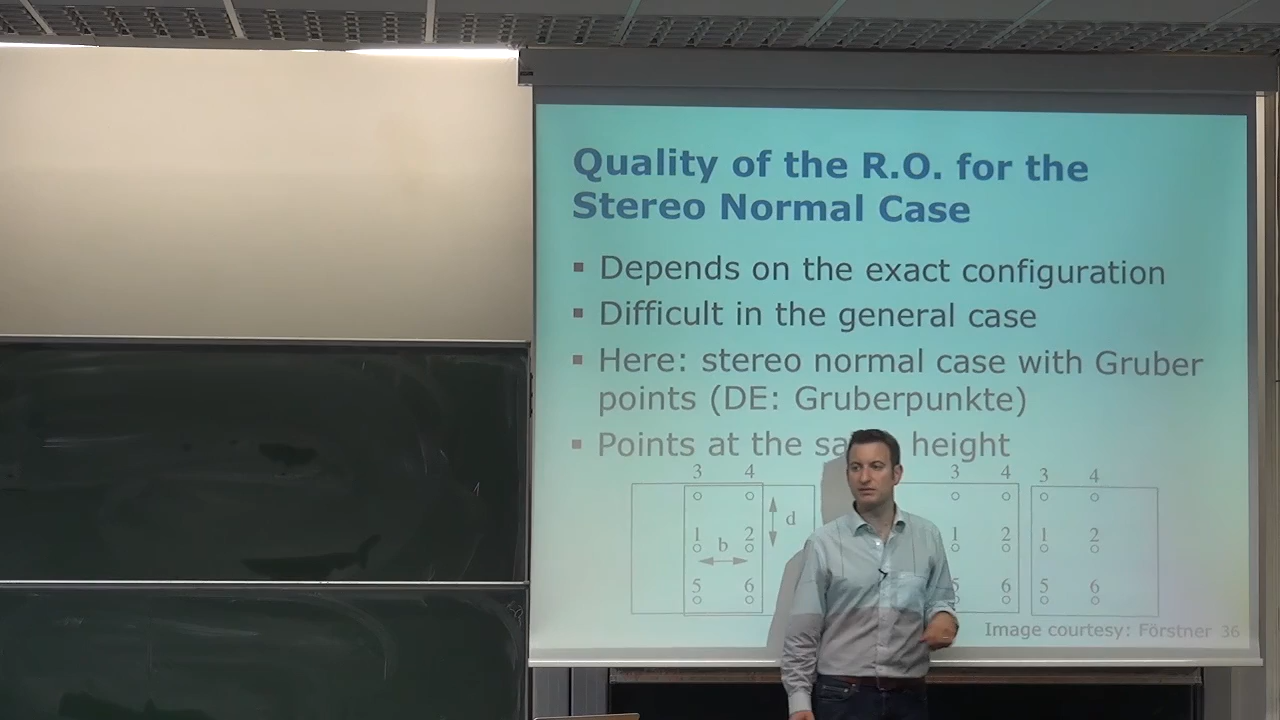 Quality of the R.O. for the
Stereo Normal Case
▪ Depends on the exact configuration
▪ Difficult in the general case
▪ Here: stereo normal case with Gruber
points (DE: Gruberpunkte)
▪ Points at the sa height
3 4 3 4 3 4
d
1 2 1 2 1 2
b
5 6 5 6 5 6
Image courtesy: Förstner 36